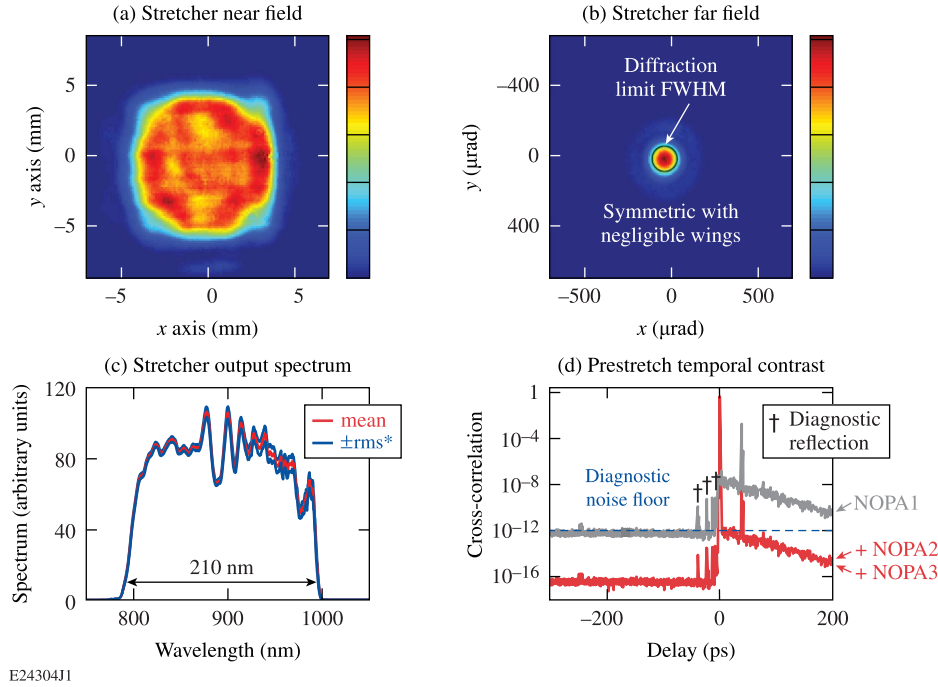 (a) Stretcher near field
y axis (mm)
5
0
−5
−5
0
5
x axis (mm)
(b) Stretcher far field
y (μrad)
−400
0
400
Diffraction
limit FWHM
Symmetric with
negligible wings
−500
0
500
x (μrad)
(c) Stretcher output spectrum
Spectrum (arbitrary units)
120
80
40
0
mean
±rms*
210 nm
800
900
1000
Wavelength (nm)
(d) Prestretch temporal contrast
Cross-correlation
1
10−4
10−8
10−12
10−16
† Diagnostic
reflection
Diagnostic
noise floor
† † †
NOPA1
+ NOPA2
+ NOPA3
−200
0
200
Delay (ps)
E24304J1